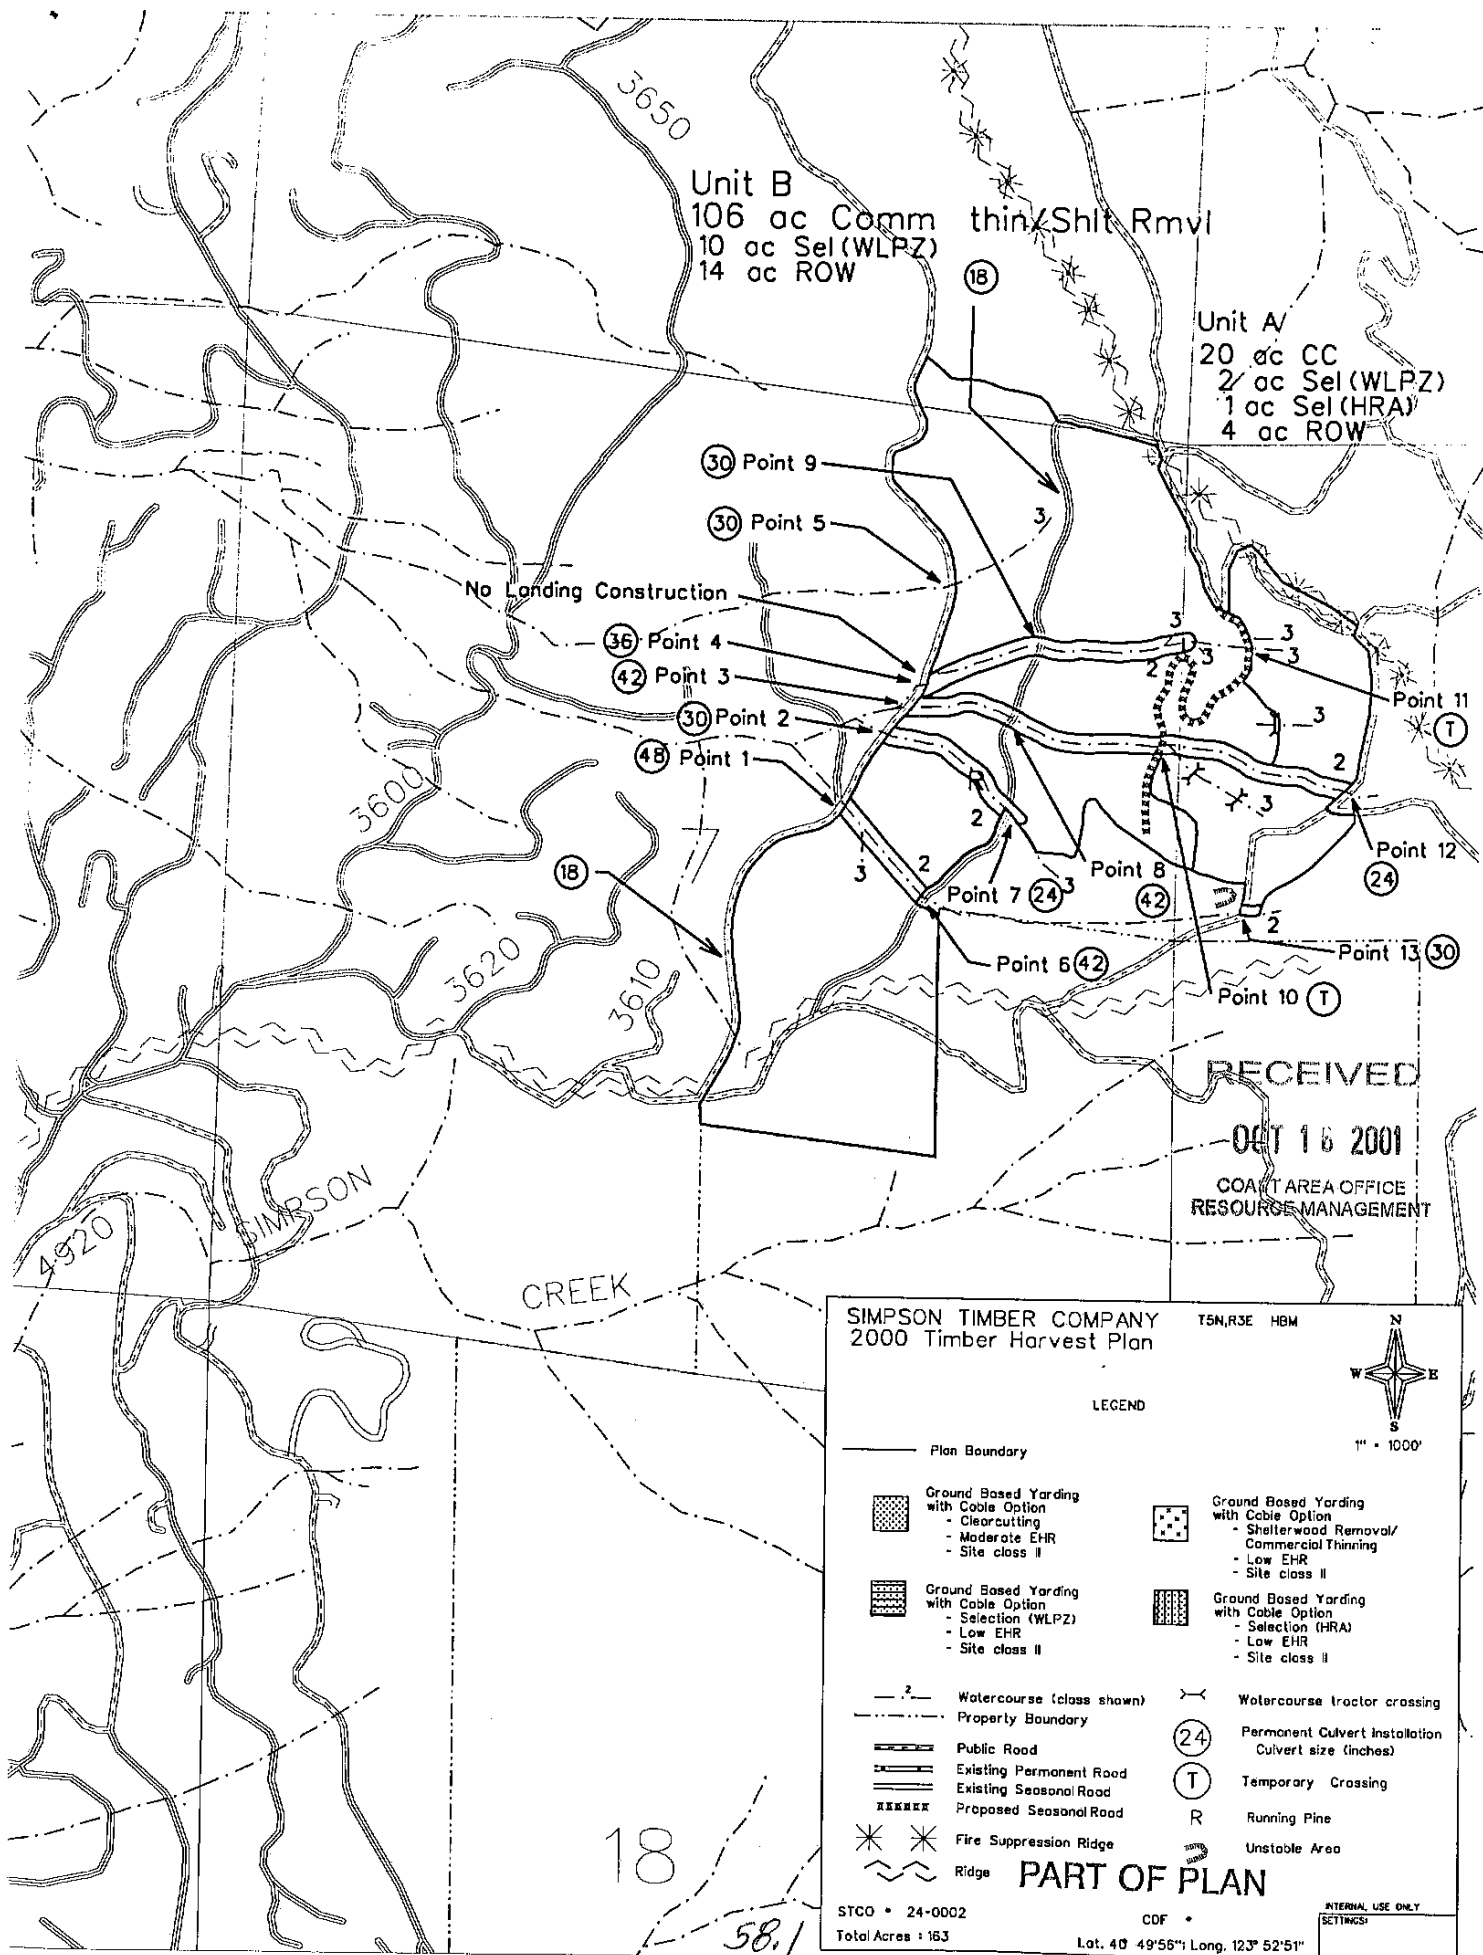 3650
Unit B
106 ac Comm thin/Shlt Rmvl
10 ac Sel(WLPZ)
14 ac ROW
18
Unit A
20 ac CC
2 ac Sel(WLPZ)
1 ac Sel(HRA)
4 ac ROW
30 Point 9
30 Point 5
3
No Landing Construction
36 Point 4
42 Point 3
30 Point 2
48 Point 1
3
3
3
3
2
Point 11
T
3
2
3
3600
7
R
2
18
3
2
Point 7 24
3
Point 8
42
Point 12
24
2
3620
3610
Point 6 42
Point 13 30
Point 10 T
RECEIVED
OCT 16 2001
COAST AREA OFFICE
RESOURCE MANAGEMENT
4920
SIMPSON
CREEK
18
58.1
SIMPSON TIMBER COMPANY T5N,R3E HBM
2000 Timber Harvest Plan
N
W E
S
1" = 1000'
LEGEND
Plan Boundary
Ground Based Yarding
with Cable Option
- Clearcutting
- Moderate EHR
- Site class II
Ground Based Yarding
with Cable Option
- Shelterwood Removal/
Commercial Thinning
- Low EHR
- Site class II
Ground Based Yarding
with Cable Option
- Selection (WLPZ)
- Low EHR
- Site class II
Ground Based Yarding
with Cable Option
- Selection (HRA)
- Low EHR
- Site class II
2 Watercourse (class shown)
Watercourse tractor crossing
Property Boundary
24 Permanent Culvert Installation
Culvert size (inches)
Public Road
Existing Permanent Road
Existing Seasonal Road
T Temporary Crossing
Proposed Seasonal Road
R Running Pine
Fire Suppression Ridge
Unstable Area
Ridge
PART OF PLAN
STCO • 24-0002
CDF •
Total Acres : 163
Lat. 40° 49'56"; Long. 123° 52'51"
INTERNAL USE ONLY
SETTINGS: